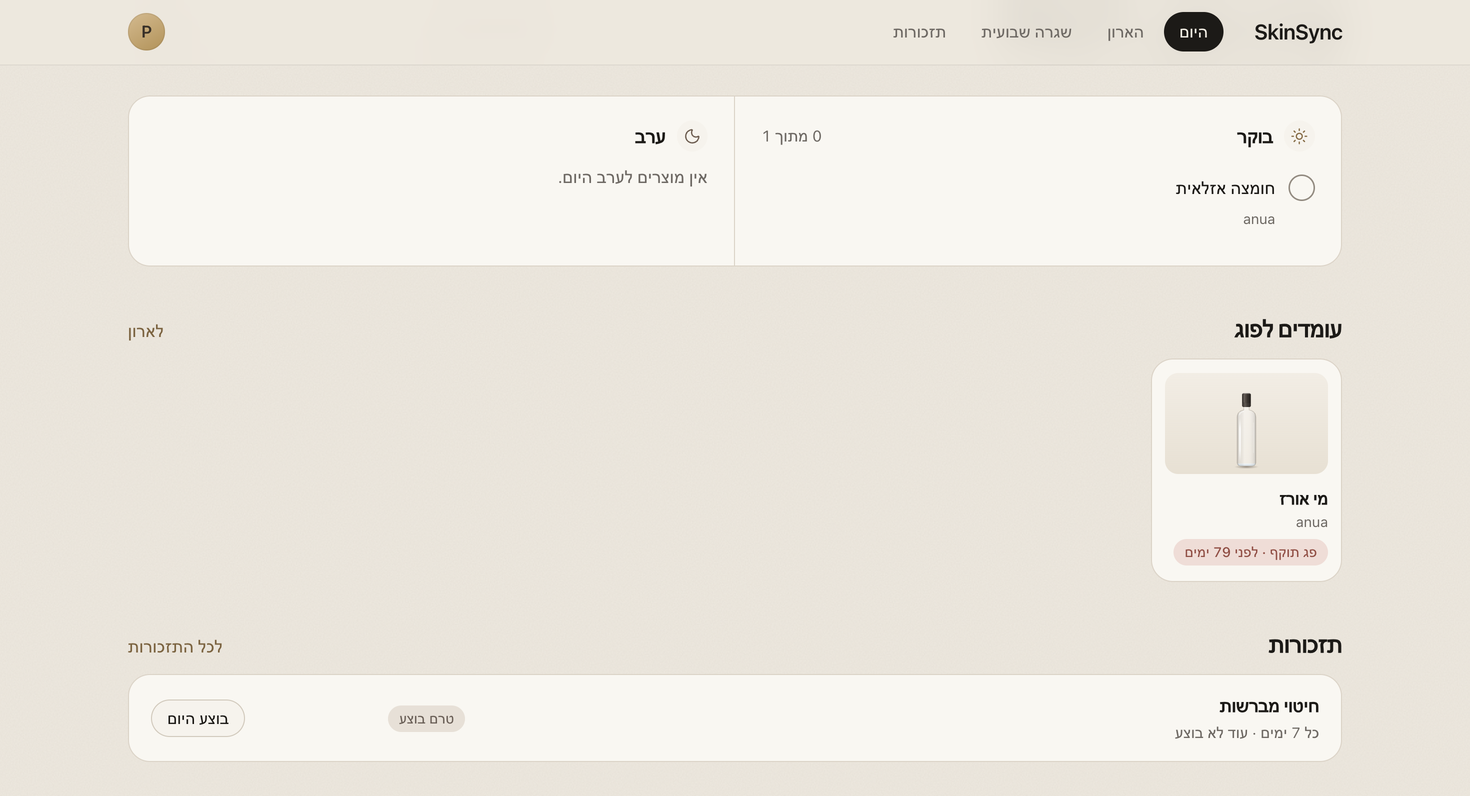 SkinSync
היום
הארון
שגרה שבועית
תזכורות
P
בוקר
0 מתוך 1
חומצה אזלאית
anua
ערב
אין מוצרים לערב היום.
עומדים לפוג
לארון
מי אורז
anua
פג תוקף · לפני 79 ימים
תזכורות
לכל התזכורות
חיטוי מברשות
כל 7 ימים · עוד לא בוצע
טרם בוצע
בוצע היום